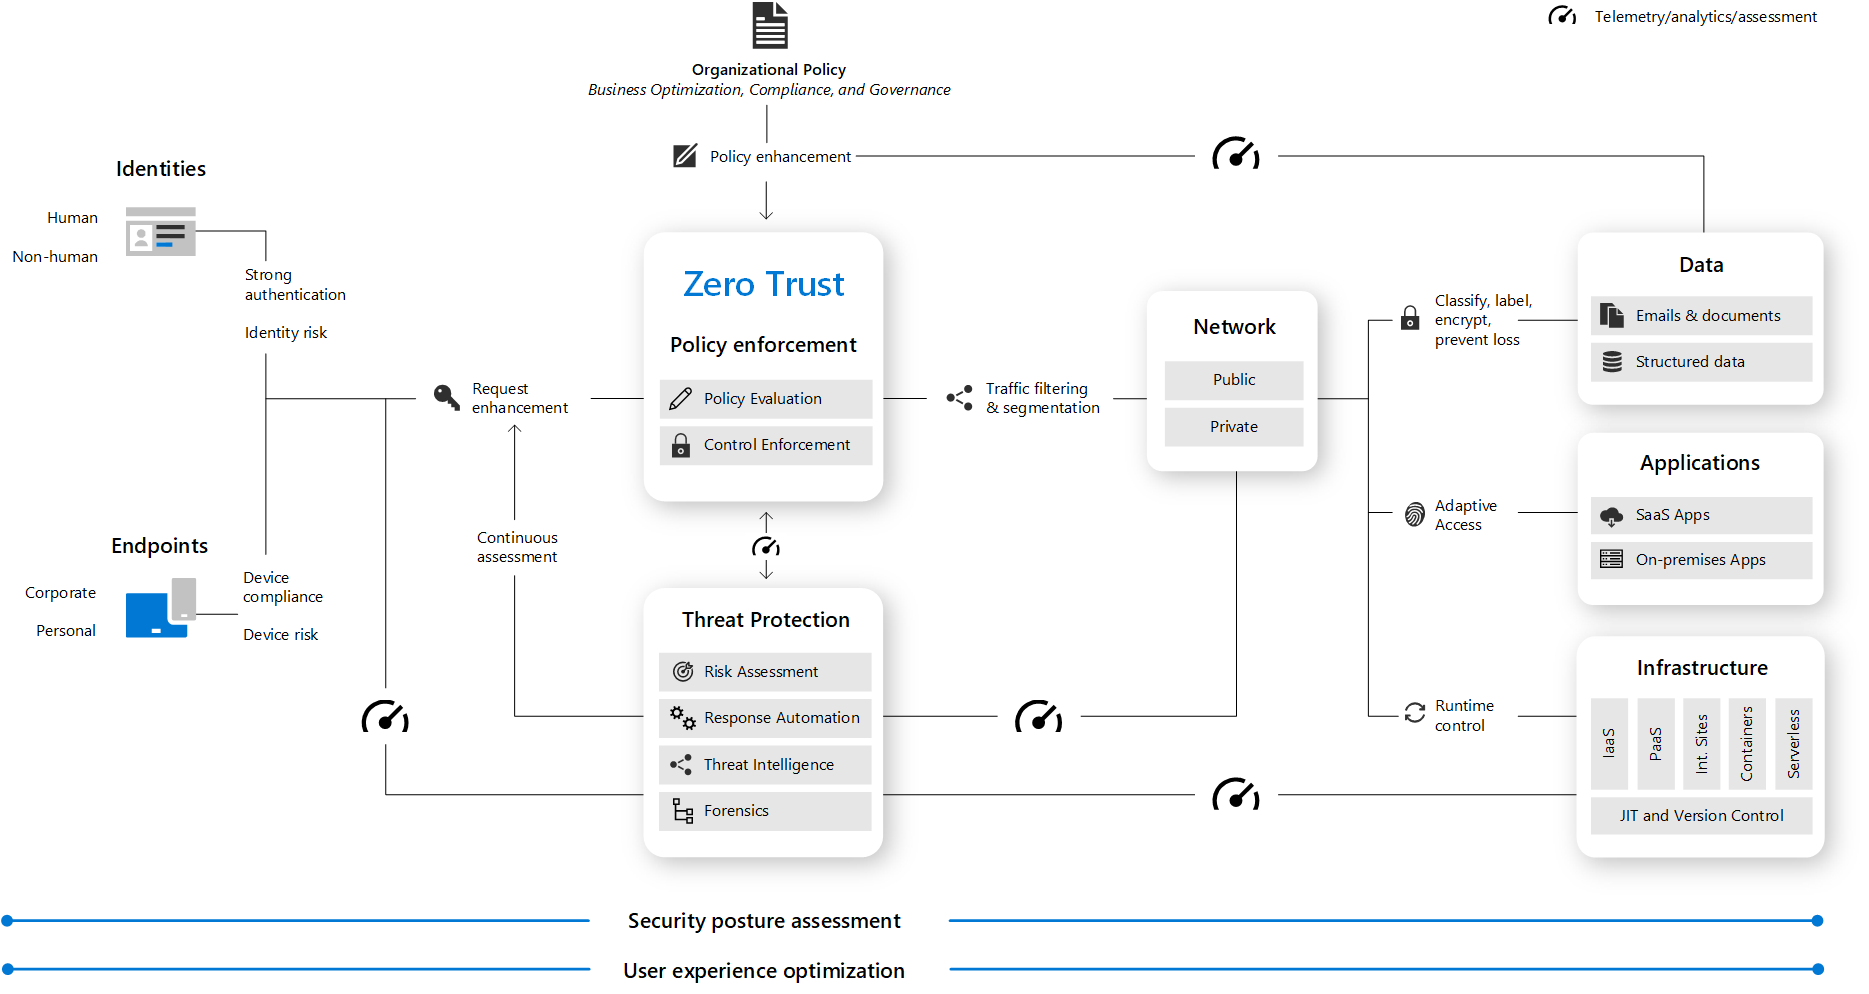 Telemetry/analytics/assessment
Organizational Policy
Business Optimization, Compliance, and Governance
Policy enhancement
Identities
Human
Non-human
Strong
authentication
Identity risk
Endpoints
Corporate
Personal
Device
compliance
Device risk
Request
enhancement
Continuous
assessment
Zero Trust
Policy enforcement
Policy Evaluation
Control Enforcement
Threat Protection
Risk Assessment
Response Automation
Threat Intelligence
Forensics
Traffic filtering
& segmentation
Network
Public
Private
Classify, label,
encrypt,
prevent loss
Adaptive
Access
Runtime
control
Data
Emails & documents
Structured data
Applications
SaaS Apps
On-premises Apps
Infrastructure
IaaS
PaaS
Int. Sites
Containers
Serverless
JIT and Version Control
Security posture assessment
User experience optimization